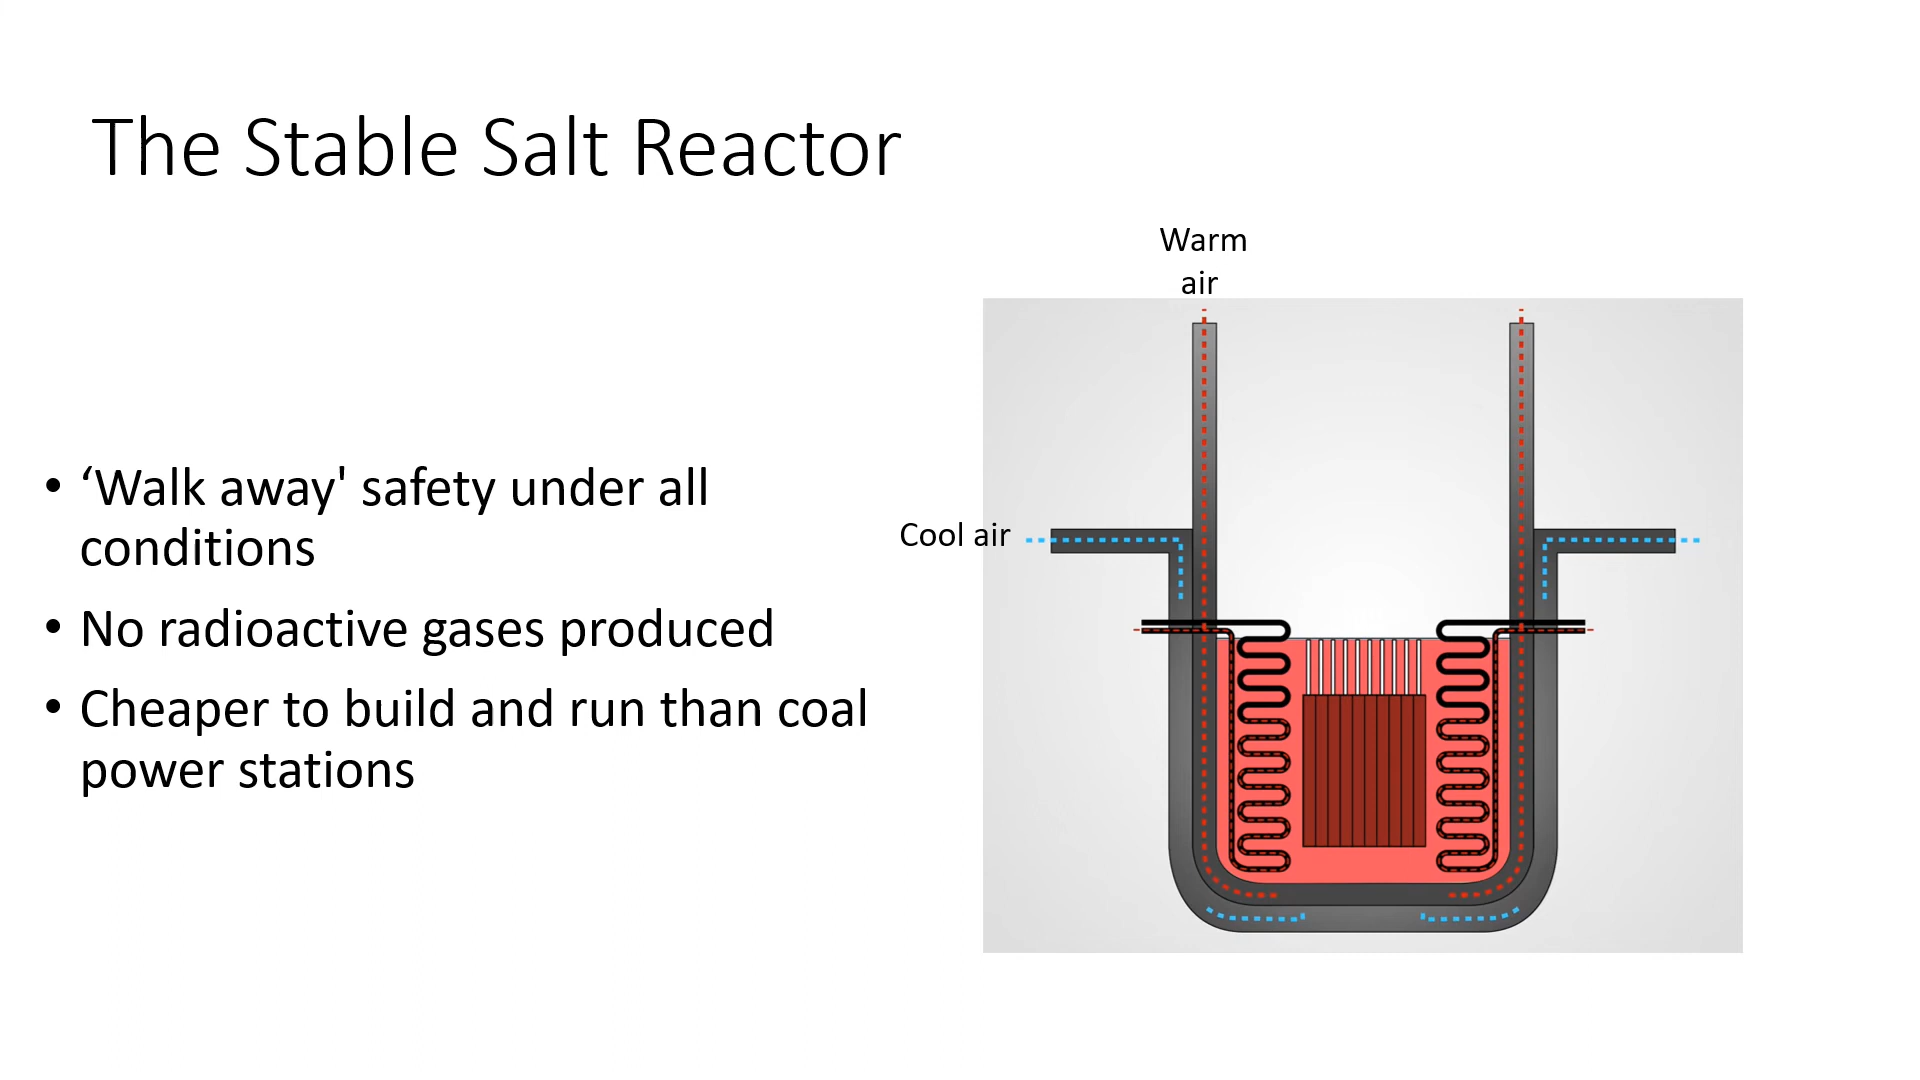 The Stable Salt Reactor
Warm
air
Cool air
• ‘Walk away' safety under all
conditions
• No radioactive gases produced
• Cheaper to build and run than coal
power stations